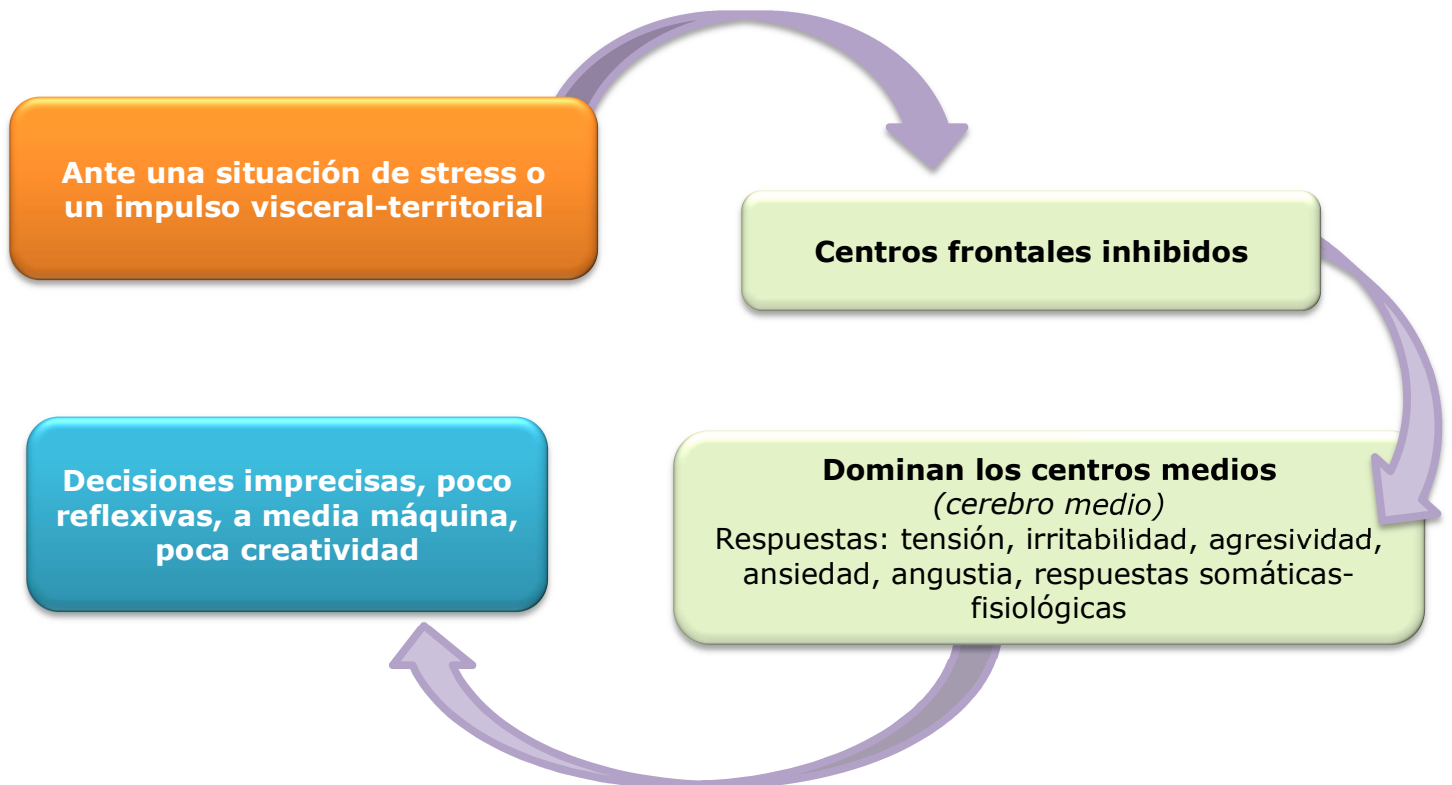 Ante una situación de stress o
un impulso visceral-territorial
Centros frontales inhibidos
Dominan los centros medios
(cerebro medio)
Respuestas: tensión, irritabilidad, agresividad,
ansiedad, angustia, respuestas somáticas-
fisiológicas
Decisiones imprecisas, poco
reflexivas, a media máquina,
poca creatividad